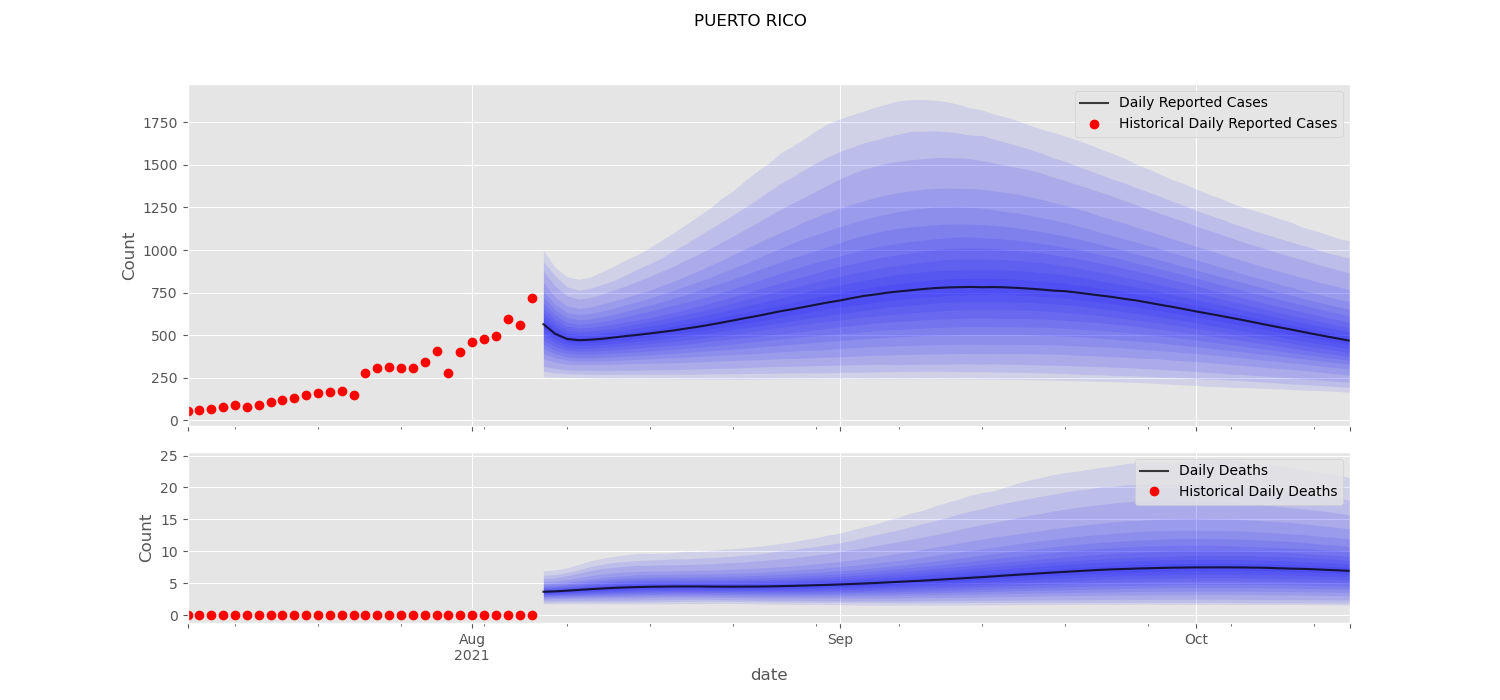 PUERTO RICO
Daily Reported Cases
Historical Daily Reported Cases
Count
1750
1500
1250
1000
750
500
250
0
Daily Deaths
Historical Daily Deaths
Count
25
20
15
10
5
0
Aug
2021
Sep
Oct
date